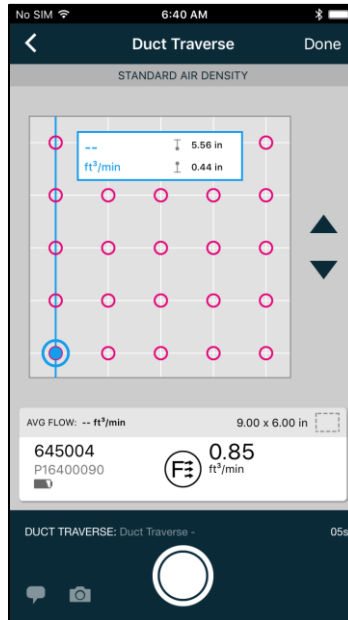 No SIM 6:40 AM
Duct Traverse Done
STANDARD AIR DENSITY
-- 5.56 in
ft³/min 0.44 in
AVG FLOW: -- ft³/min 9.00 x 6.00 in
645004 0.85
P16400090 ft³/min
F
DUCT TRAVERSE: Duct Traverse - 05s